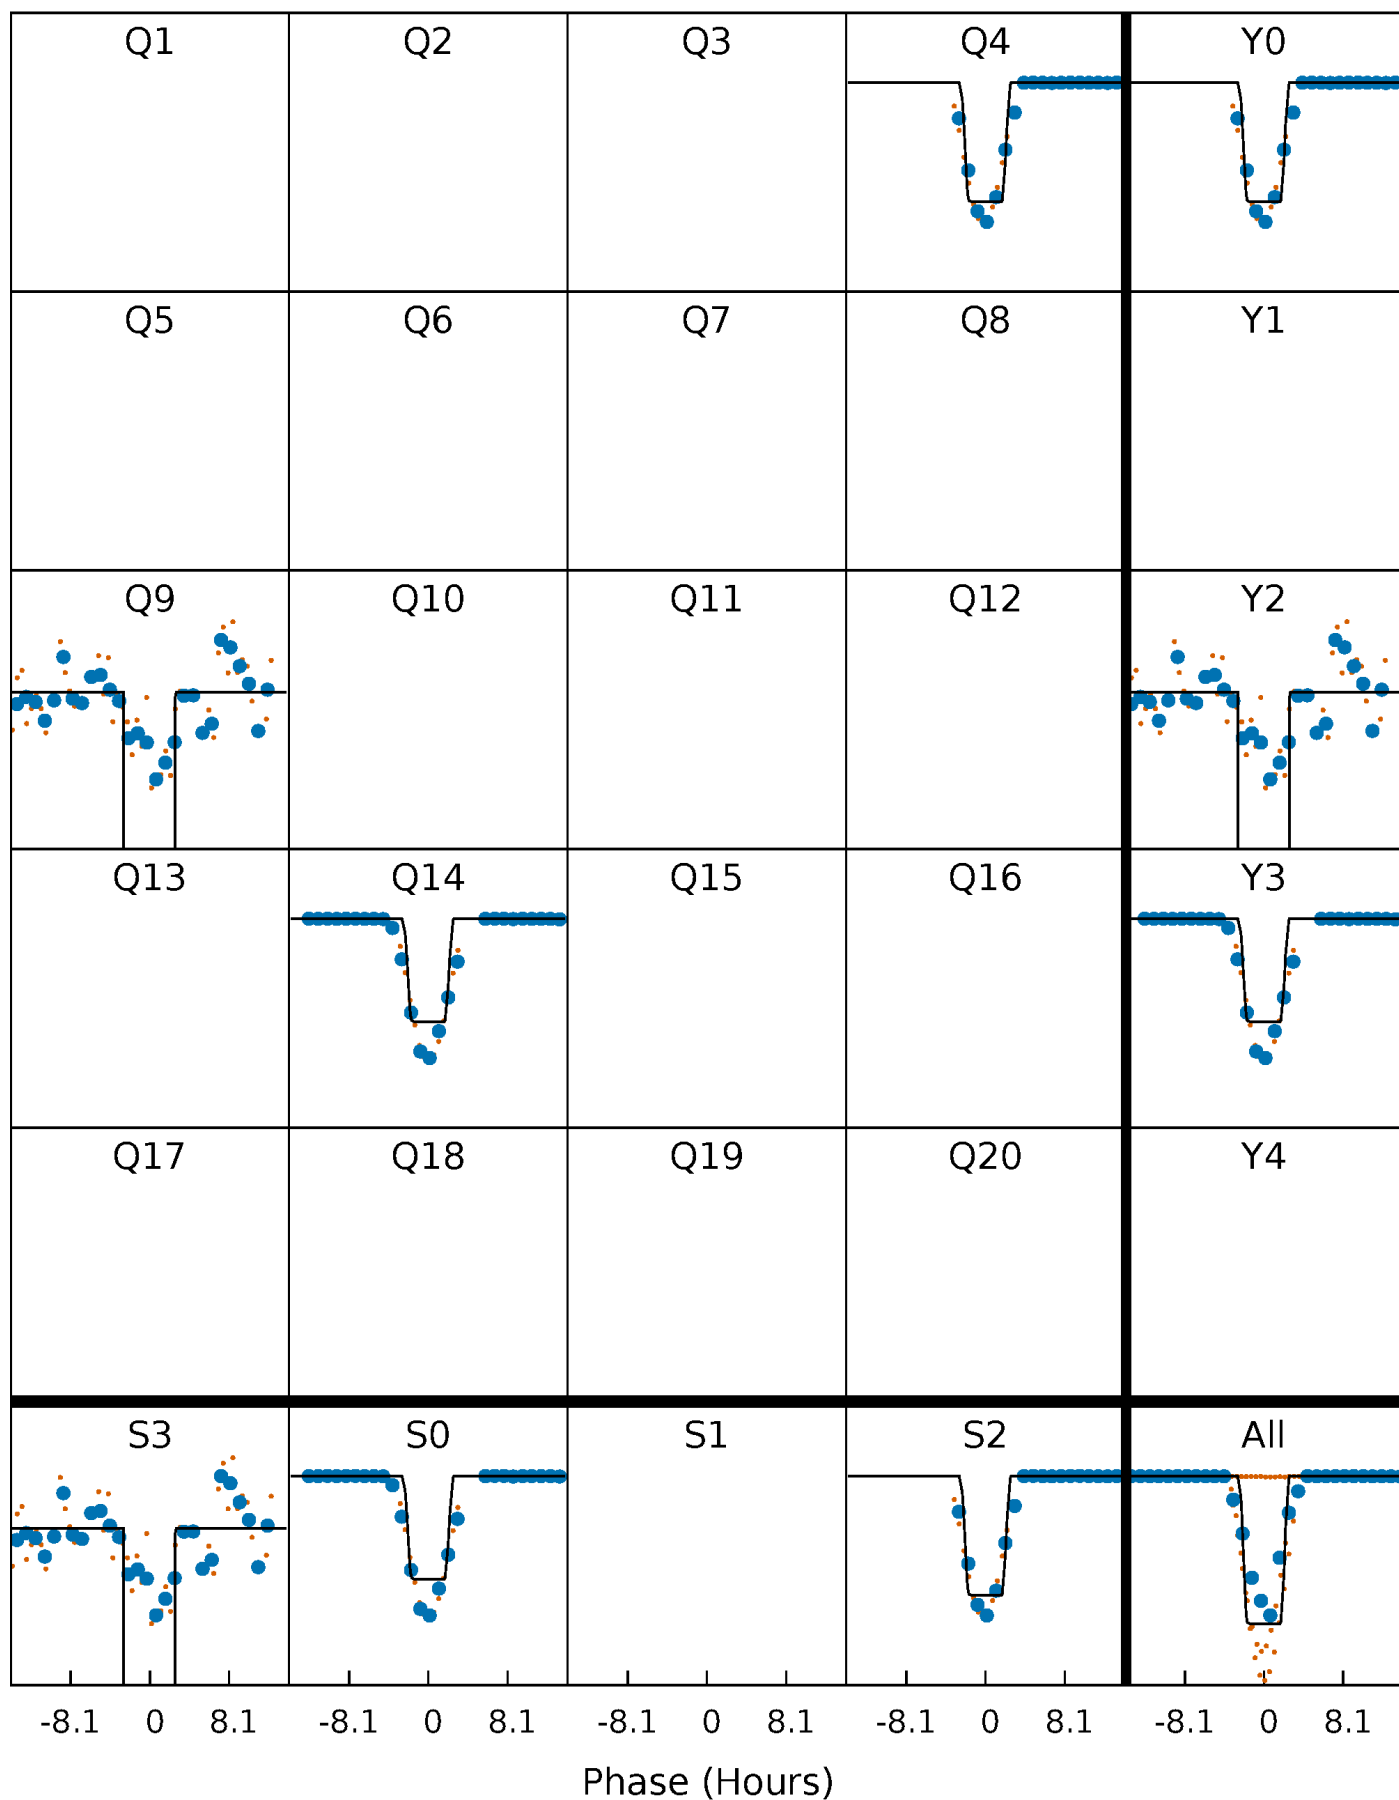 Q1 Q2 Q3 Q4 Y0
Q5 Q6 Q7 Q8 Y1
Q9 Q10 Q11 Q12 Y2
Q13 Q14 Q15 Q16 Y3
Q17 Q18 Q19 Q20 Y4
S3 S0 S1 S2 All
-8.1 0 8.1 -8.1 0 8.1 -8.1 0 8.1 -8.1 0 8.1 -8.1 0 8.1
Phase (Hours)